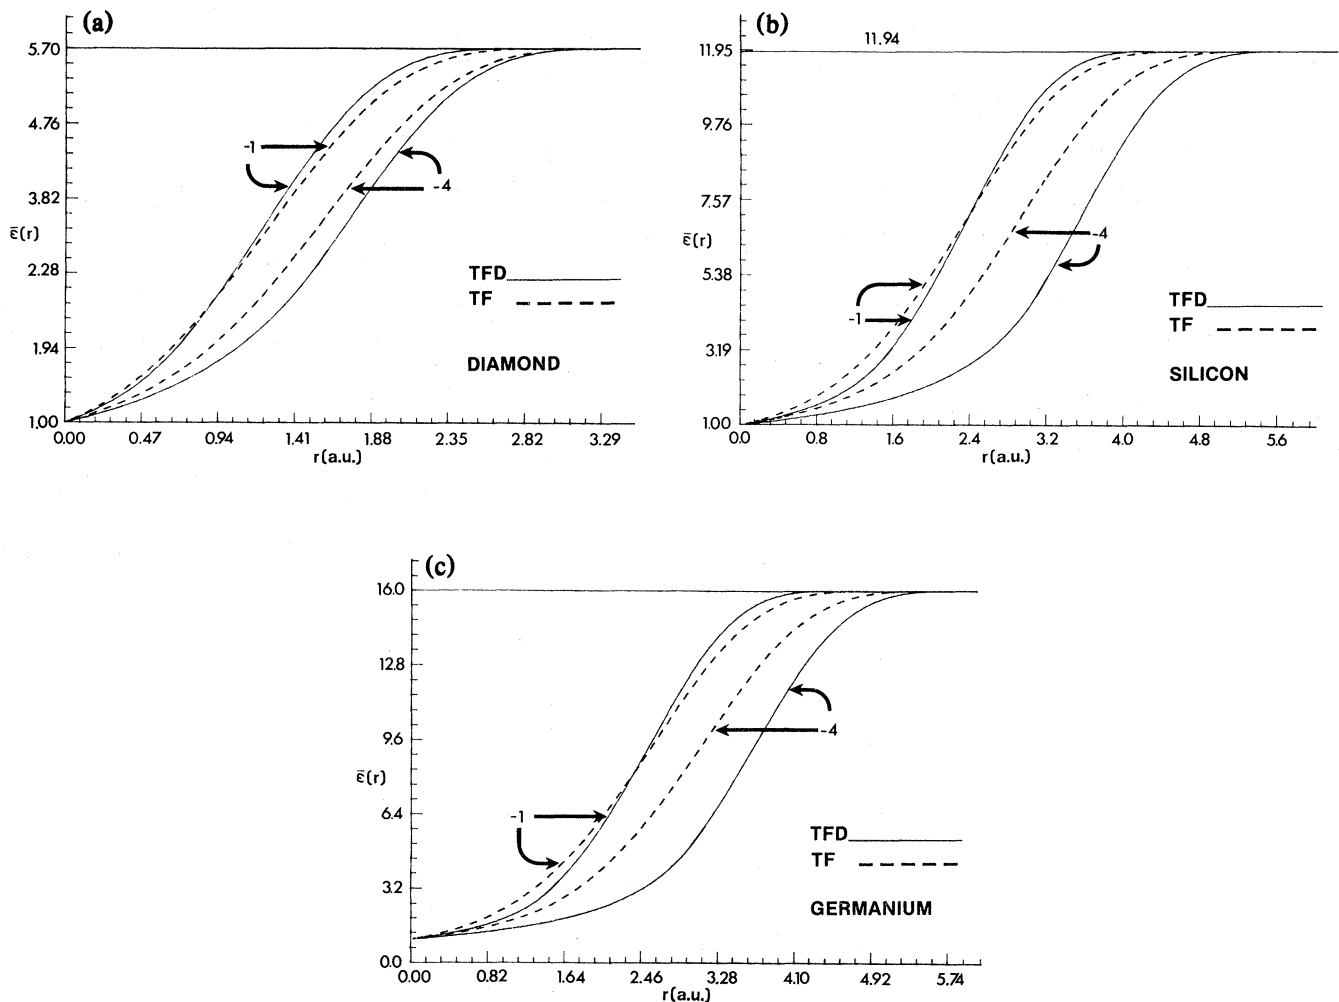 (a)
5.70
4.76
3.82
ε̄(r)
2.28
1.94
1.00
0.00 0.47 0.94 1.41 1.88 2.35 2.82 3.29
r(a.u.)
-1
-4
TFD
TF
DIAMOND
(b)
11.94
11.95
9.76
7.57
ε̄(r)
5.38
3.19
1.00
0.0 0.8 1.6 2.4 3.2 4.0 4.8 5.6
r(a.u.)
-4
-1
TFD
TF
SILICON
(c)
16.0
12.8
9.6
ε̄(r)
6.4
3.2
0.0
0.00 0.82 1.64 2.46 3.28 4.10 4.92 5.74
r(a.u.)
-4
-1
TFD
TF
GERMANIUM